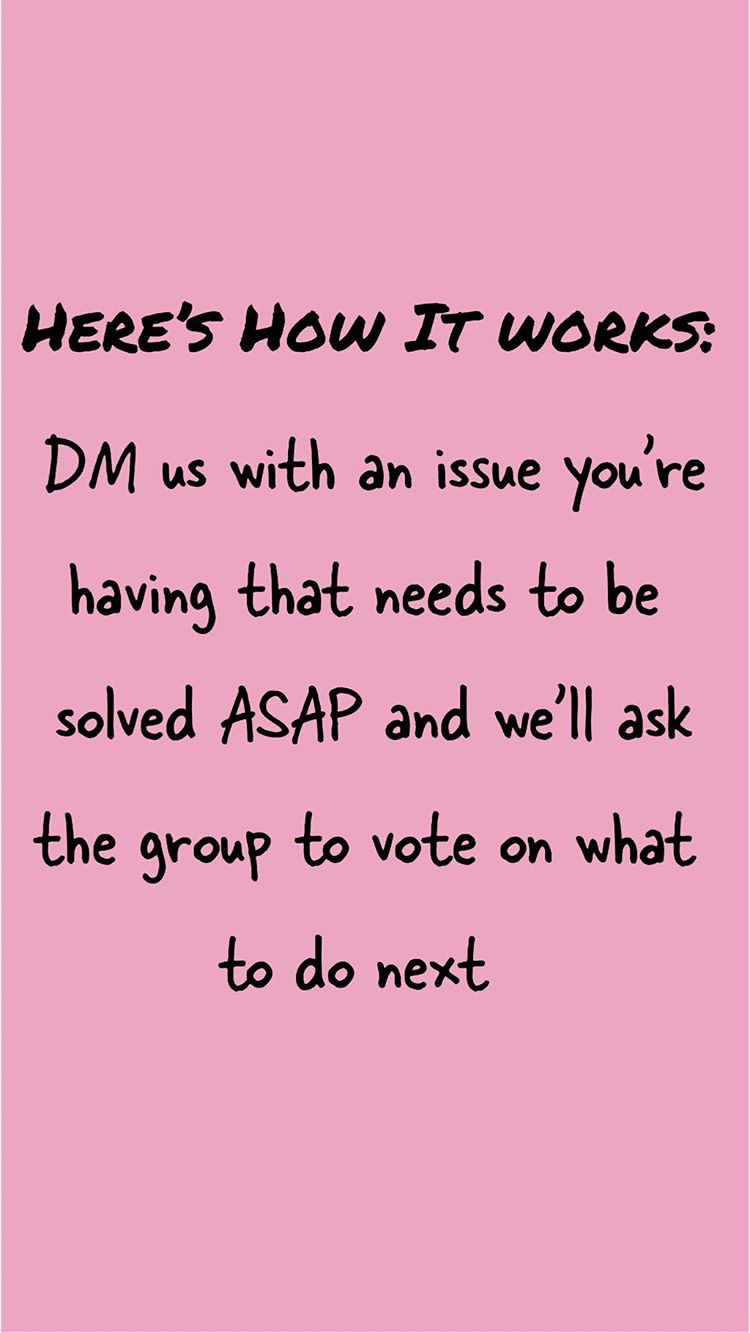 HERE'S HOW IT WORKS:
DM us with an issue you're
having that needs to be
solved ASAP and we'll ask
the group to vote on what
to do next